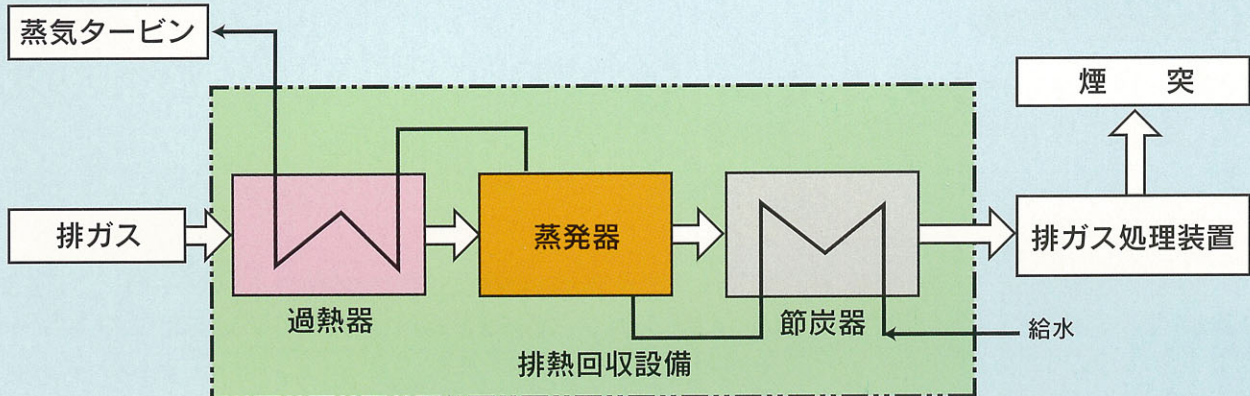 蒸気タービン
煙　　突
排ガス
蒸発器
排ガス処理装置
過熱器
節炭器
給水
排熱回収設備